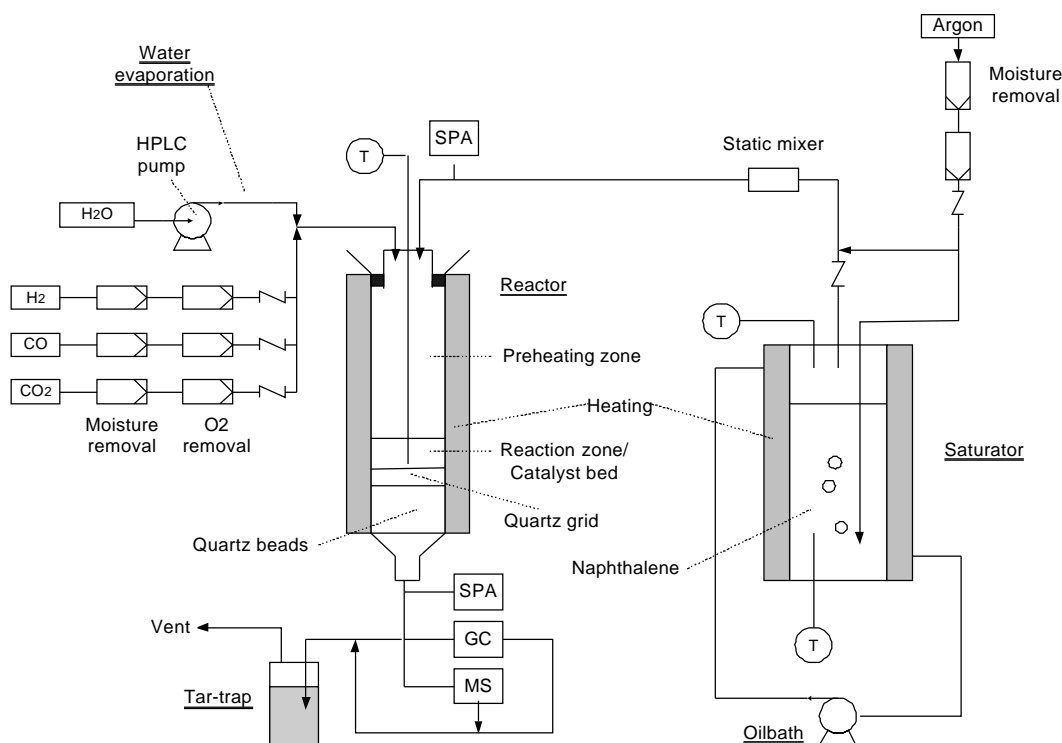 Argon
Moisture
removal
Water
evaporation
HPLC
pump
T
SPA
Static mixer
H2O
Reactor
H2
T
CO
Preheating zone
CO2
Heating
Moisture
removal
O2
removal
Reaction zone/
Catalyst bed
Saturator
Quartz grid
Quartz beads
Naphthalene
SPA
Vent
GC
T
MS
Tar-trap
Oilbath